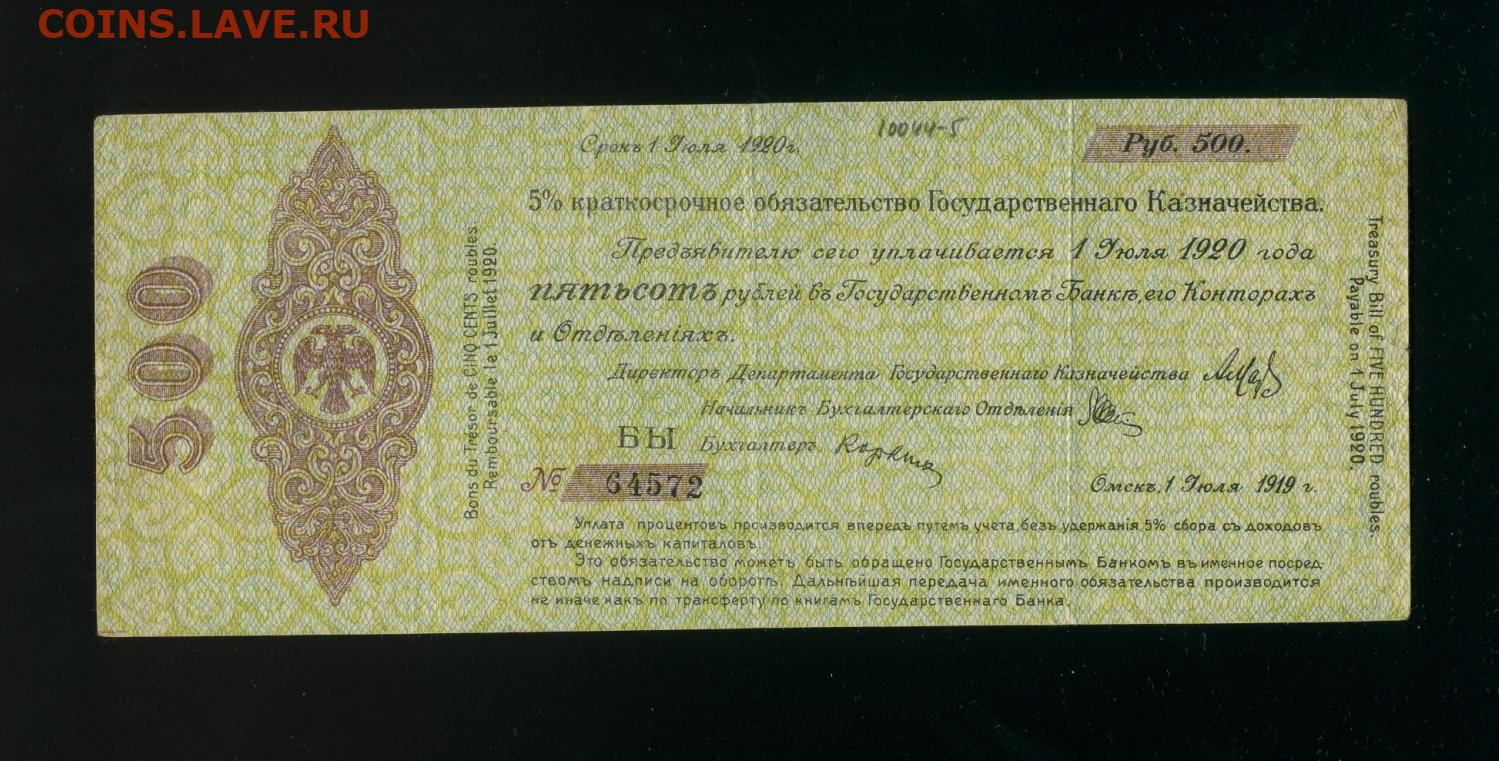 COINS.LAVE.RU
10044-5
Срокъ 1 Июля 1920 г.
Руб. 500.
5% краткосрочное обязательство Государственнаго Казначейства.
Предъявителю сего уплачивается 1 Июля 1920 года
пятьсотъ рублей въ Государственномъ Банкѣ, его Конторахъ
и Отдѣленіяхъ.
Директоръ Департамента Государственнаго Казначейства
Начальникъ Бухгалтерскаго Отдѣленія
БЫ Бухгалтеръ
№ 64572
Омскъ, 1 Июля 1919 г.
Уплата процентовъ производится впередъ путемъ учета, безъ удержанія 5% сбора съ доходовъ
отъ денежныхъ капиталовъ.
Это обязательство можетъ быть обращено Государственнымъ Банкомъ въ именное посред-
ствомъ надписи на оборотѣ. Дальнѣйшая передача именного обязательства производится
не иначе какъ по трансферту по книгамъ Государственнаго Банка.
500
Bons du Trésor de CINQ CENTS roubles.
Remboursable le 1 Juillet 1920.
Treasury Bill of FIVE HUNDRED roubles.
Payable on 1 July 1920.